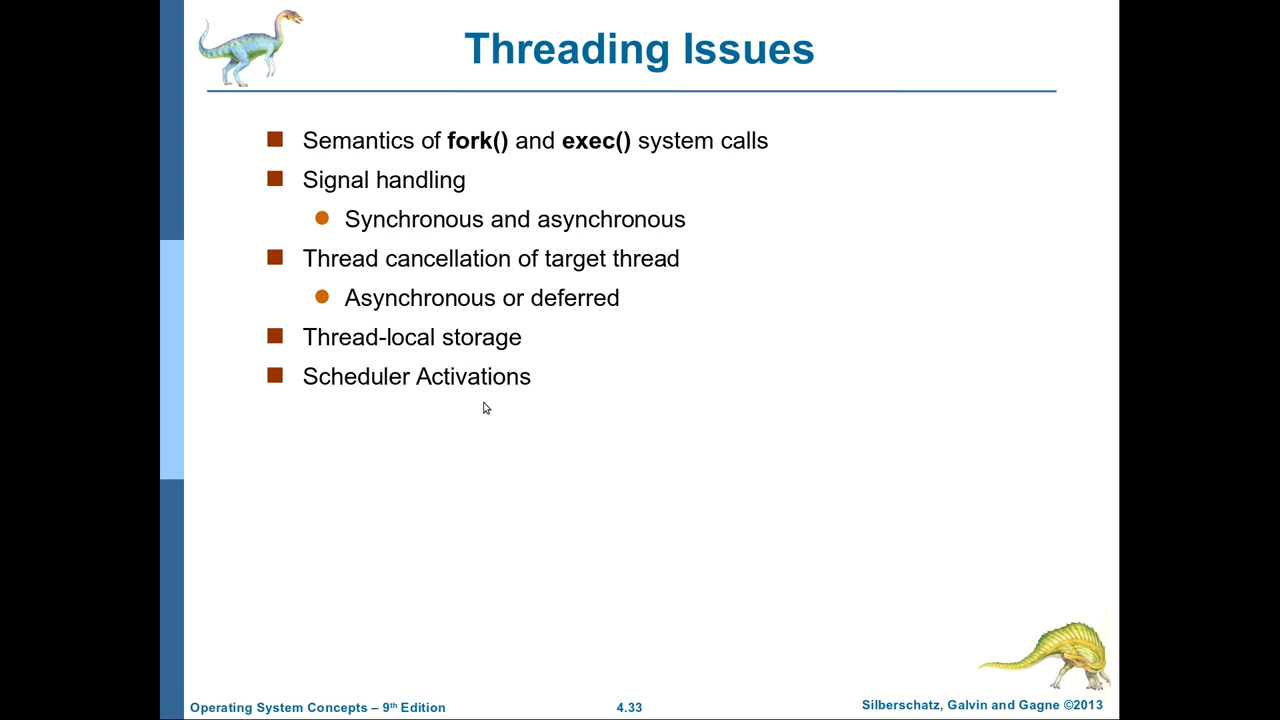 Threading Issues
Semantics of fork() and exec() system calls
Signal handling
Synchronous and asynchronous
Thread cancellation of target thread
Asynchronous or deferred
Thread-local storage
Scheduler Activations
Operating System Concepts – 9th Edition
4.33
Silberschatz, Galvin and Gagne ©2013